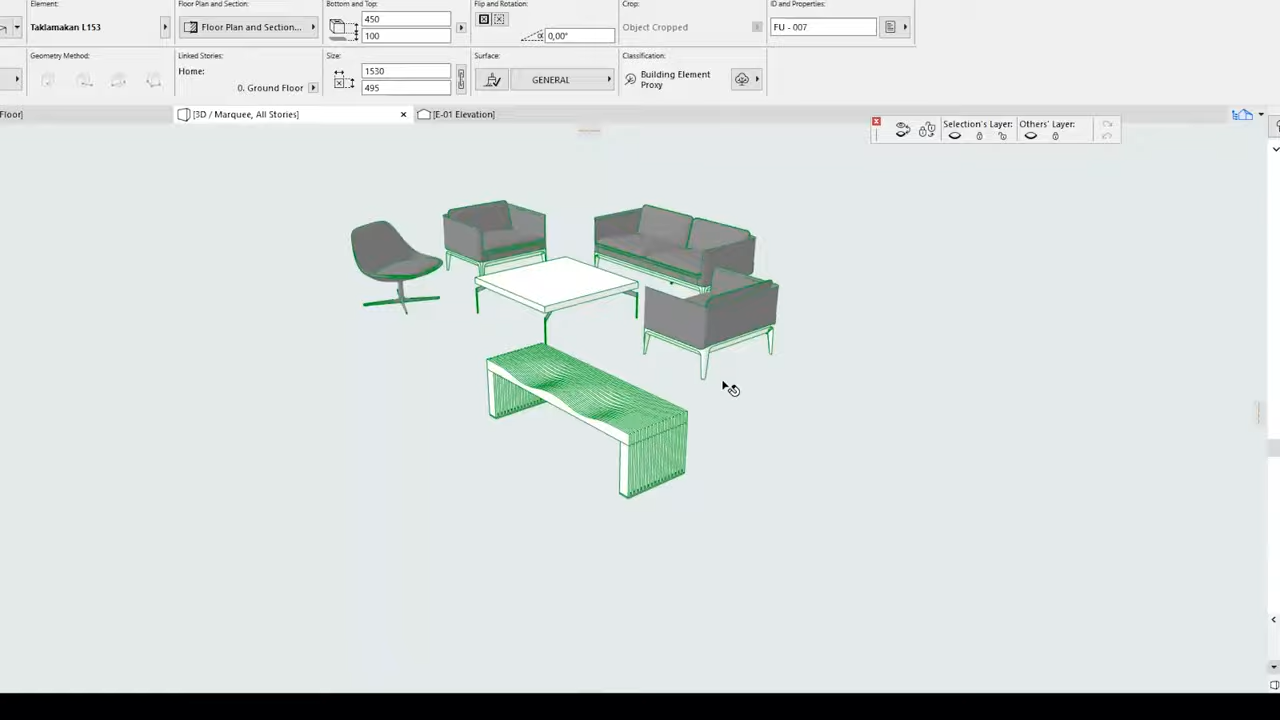 Element:
Taklamakan L153
Floor Plan and Section:
Floor Plan and Section...
Bottom and Top:
450
100
Flip and Rotation:
α
0,00°
Crop:
Object Cropped
ID and Properties:
FU - 007
Geometry Method:
Linked Stories:
Home:
0. Ground Floor
Size:
1530
495
Surface:
GENERAL
Classification:
Building Element
Proxy
Floor]
[3D / Marquee, All Stories]
[E-01 Elevation]
Selection's Layer:
Others' Layer: